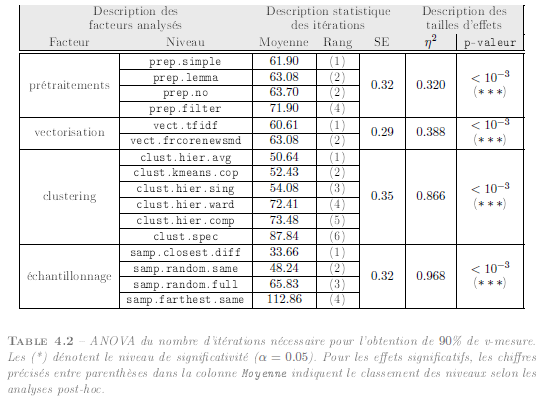 Description des Description statistique Description des
facteurs analysés des itérations tailles d'effets
Facteur Niveau Moyenne Rang SE η² p-valeur
prétraitements prep.simple 61.90 (1) 0.32 0.320 < 10⁻³ (∗∗∗)
prep.lemma 63.08 (2)
prep.no 63.70 (2)
prep.filter 71.90 (4)
vectorisation vect.tfidf 60.61 (1) 0.29 0.388 < 10⁻³ (∗∗∗)
vect.frcorenewsmd 63.08 (2)
clustering clust.hier.avg 50.64 (1) 0.35 0.866 < 10⁻³ (∗∗∗)
clust.kmeans.cop 52.43 (2)
clust.hier.sing 54.08 (3)
clust.hier.ward 72.41 (4)
clust.hier.comp 73.48 (5)
clust.spec 87.84 (6)
échantillonnage samp.closest.diff 33.66 (1) 0.32 0.968 < 10⁻³ (∗∗∗)
samp.random.same 48.24 (2)
samp.random.full 65.83 (3)
samp.farthest.same 112.86 (4)
TABLE 4.2 – ANOVA du nombre d'itérations nécessaire pour l'obtention de 90% de v-mesure.
Les (*) dénotent le niveau de significativité (α = 0.05). Pour les effets significatifs, les chiffres
précisés entre parenthèses dans la colonne Moyenne indiquent le classement des niveaux selon les
analyses post-hoc.